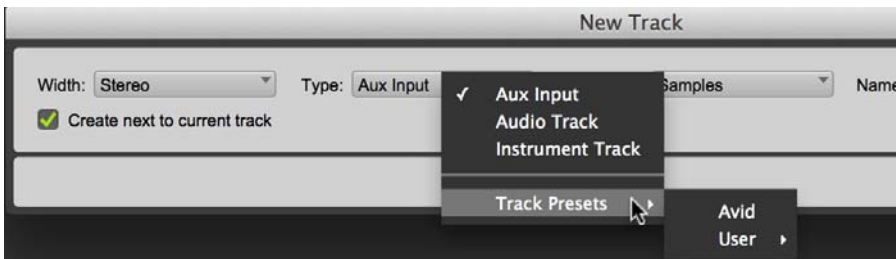 New Track
Width: Stereo Type: Aux Input Samples Name
✓ Aux Input
Audio Track
Instrument Track
Create next to current track
Track Presets
Avid
User